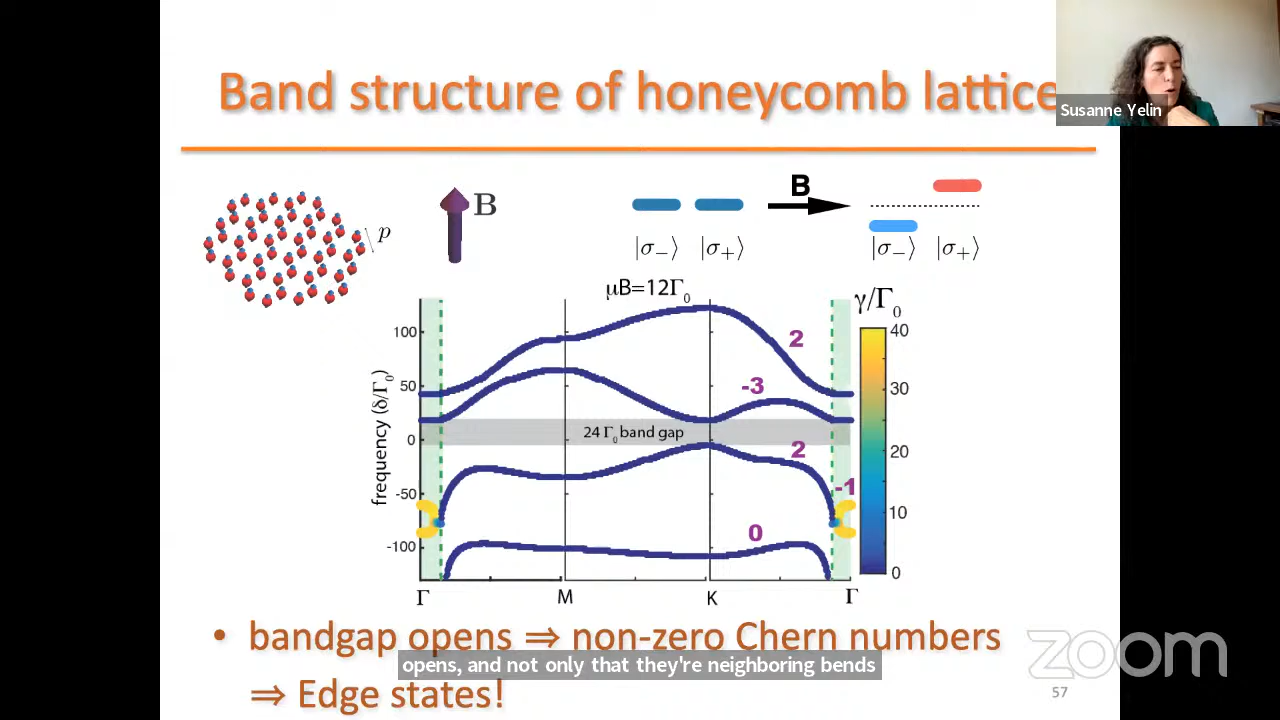 Band structure of honeycomb lattice
Susanne Yelin
p
B
|σ₋⟩ |σ₊⟩
B
|σ₋⟩ |σ₊⟩
μB=12Γ₀
γ/Γ₀
frequency (δ/Γ₀)
100
50
0
-50
-100
2
-3
24 Γ₀ band gap
2
-1
0
Γ M K Γ
40
30
20
10
0
• bandgap opens ⇒ non-zero Chern numbers
opens, and not only that they're neighboring bends
⇒ Edge states!
zoom
57